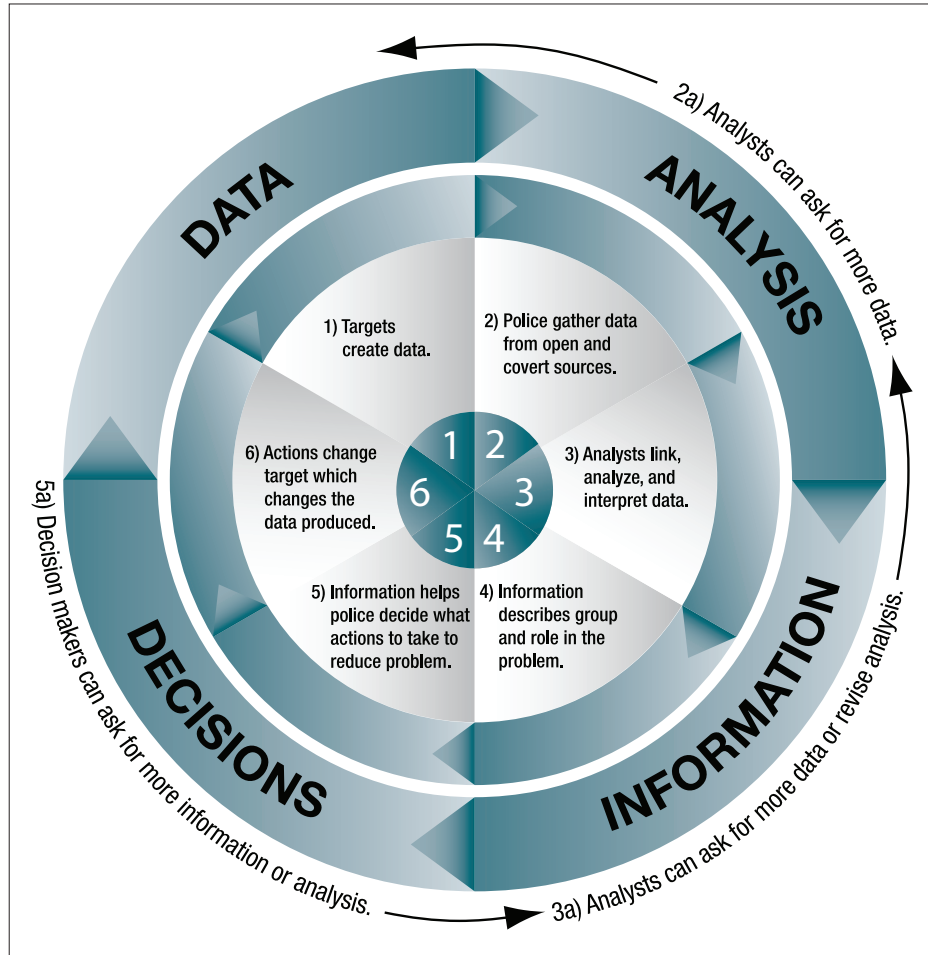 2a) Analysts can ask for more data.
DATA
ANALYSIS
1) Targets
create data.
2) Police gather data
from open and
covert sources.
6) Actions change
target which
changes the
data produced.
1
2
3) Analysts link,
analyze, and
interpret data.
6
3
5
4
5) Information helps
police decide what
actions to take to
reduce problem.
4) Information
describes group
and role in the
problem.
DECISIONS
INFORMATION
5a) Decision makers can ask for more information or analysis.
3a) Analysts can ask for more data or revise analysis.